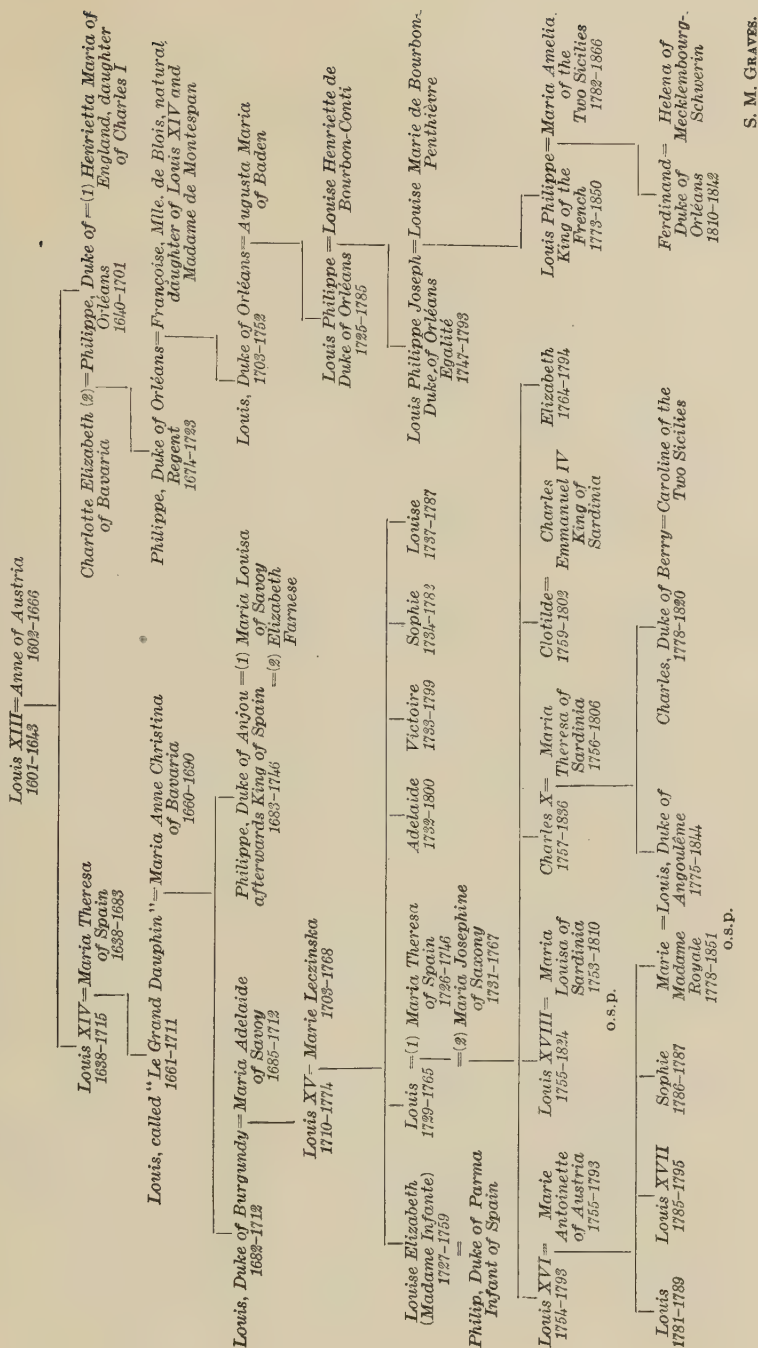 Louis XIII=Anne of Austria
1601–1643
1602–1666
Louis XIV=Maria Theresa
of Spain
1638–1715
1638–1683
Charlotte Elizabeth (2)=Philippe, Duke of =(1) Henrietta Maria of
of Bavaria
Orléans
1640–1701
England, daughter
of Charles I
Louis, called "Le Grand Dauphin"=Maria Anne Christina
1661–1711
of Bavaria
1660–1690
Philippe, Duke of Orléans=Françoise, Mlle. de Blois, natural
Regent
1674–1723
daughter of Louis XIV and
Madame de Montespan
Louis, Duke of Burgundy=Maria Adelaide
1682–1712
of Savoy
1685–1712
Philippe, Duke of Anjou =(1) Maria Louisa
afterwards King of Spain
of Savoy
1683–1746
=(2) Elizabeth
Farnese
Louis, Duke of Orléans=Augusta Maria
1703–1752
of Baden
Louis XV– Marie Leczinska
1710–1774
1703–1768
Louis Philippe=Louise Henriette de
Duke of Orléans
Bourbon-Conti
1725–1785
Louise Elizabeth
(Madame Infante)
1727–1759
=
Philip, Duke of Parma
Infant of Spain
Louis =(1) Maria Theresa
1729–1765
of Spain
1726–1746
=(2) Maria Josephine
of Saxony
1731–1767
Adelaide
1732–1800
Victoire
1733–1799
Sophie
1734–1782
Louise
1737–1787
Louis Philippe Joseph=Louise Marie de Bourbon-
Duke of Orléans
Penthièvre
Egalité
1747–1793
Louis XVI= Marie
1754–1793
Antoinette
of Austria
1755–1793
Louis XVIII= Maria
1755–1824
Louisa of
Sardinia
1753–1810
o.s.p.
Charles X= Maria
1757–1836
Theresa of
Sardinia
1756–1806
Clotilde= Charles
1759–1802
Emmanuel IV
King of
Sardinia
Elizabeth
1764–1794
Louis Philippe=Maria Amelia
King of the
of the
French
Two Sicilies
1773–1850
1782–1866
Louis
1781–1789
Louis XVII
1785–1795
Sophie
1786–1787
Marie =Louis, Duke of
Madame
Angoulême
Royale
1775–1844
1778–1851
o.s.p.
Charles, Duke of Berry=Caroline of the
1778–1820
Two Sicilies
Ferdinand= Helena of
Duke of
Mecklembourg-
Orléans
Schwerin
1810–1842
S. M. GRAVES.